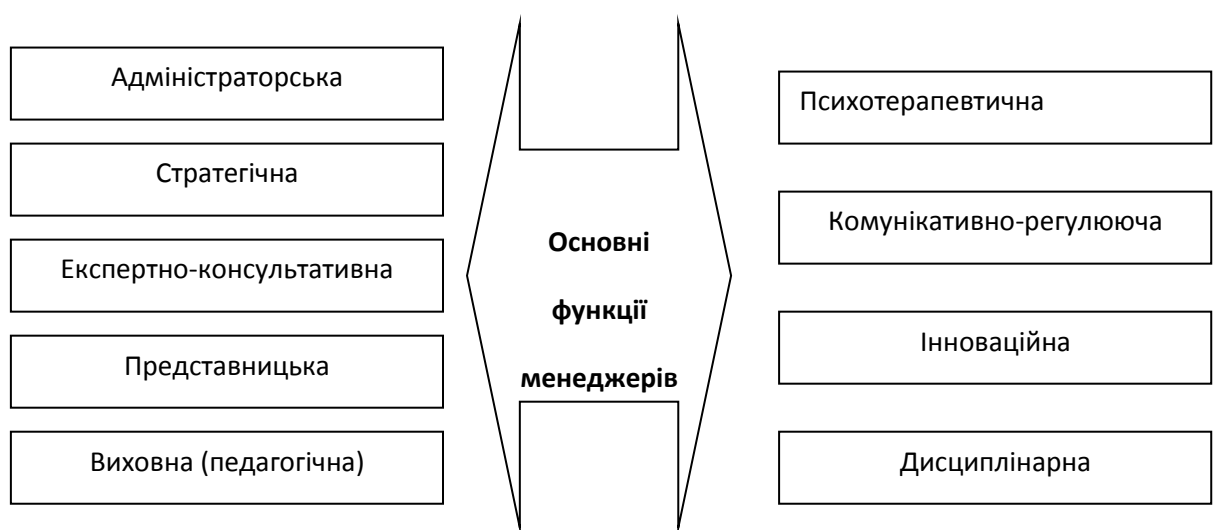 Адміністраторська
Стратегічна
Експертно-консультативна
Представницька
Виховна (педагогічна)
Основні
функції
менеджерів
Психотерапевтична
Комунікативно-регулююча
Інноваційна
Дисциплінарна